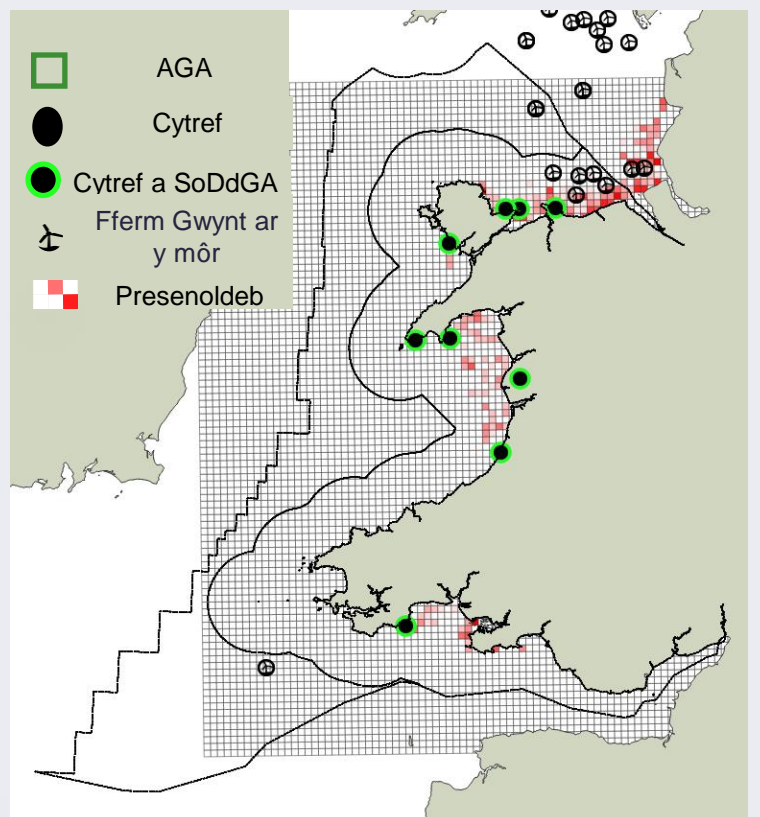 AGA
Cytref
Cytref a SoDdGA
Fferm Gwynt ar
y môr
Presenoldeb